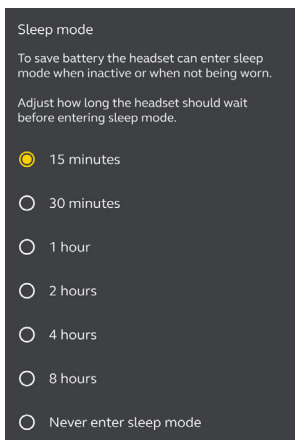 Sleep mode
To save battery the headset can enter sleep
mode when inactive or when not being worn.
Adjust how long the headset should wait
before entering sleep mode.
15 minutes
30 minutes
1 hour
2 hours
4 hours
8 hours
Never enter sleep mode